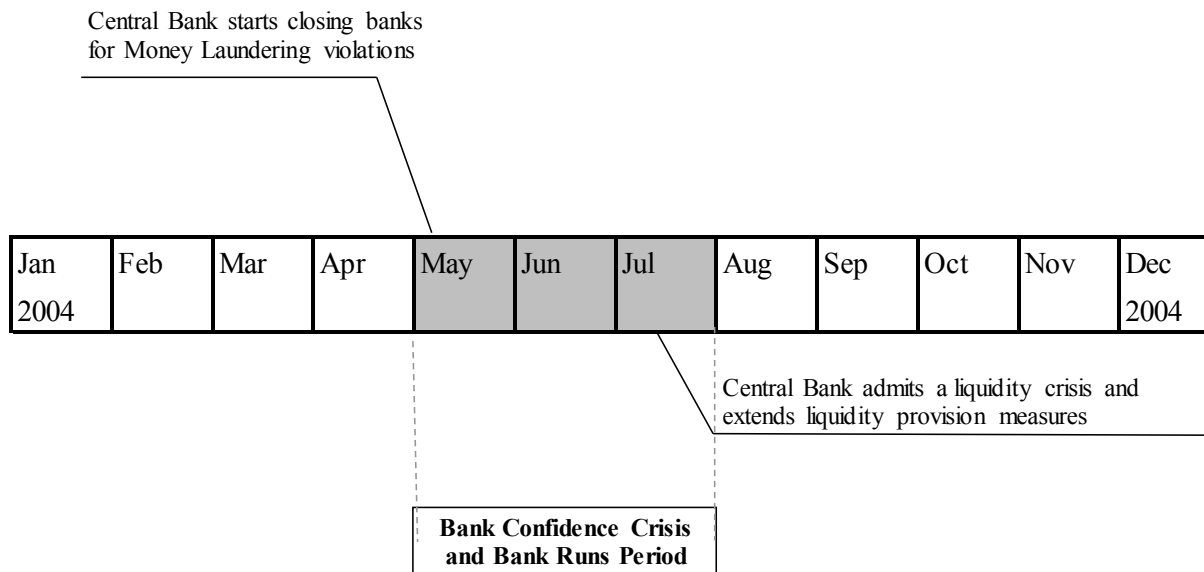 Central Bank starts closing banks
for Money Laundering violations
Jan Feb Mar Apr May Jun Jul Aug Sep Oct Nov Dec
2004 2004
Central Bank admits a liquidity crisis and
extends liquidity provision measures
Bank Confidence Crisis
and Bank Runs Period